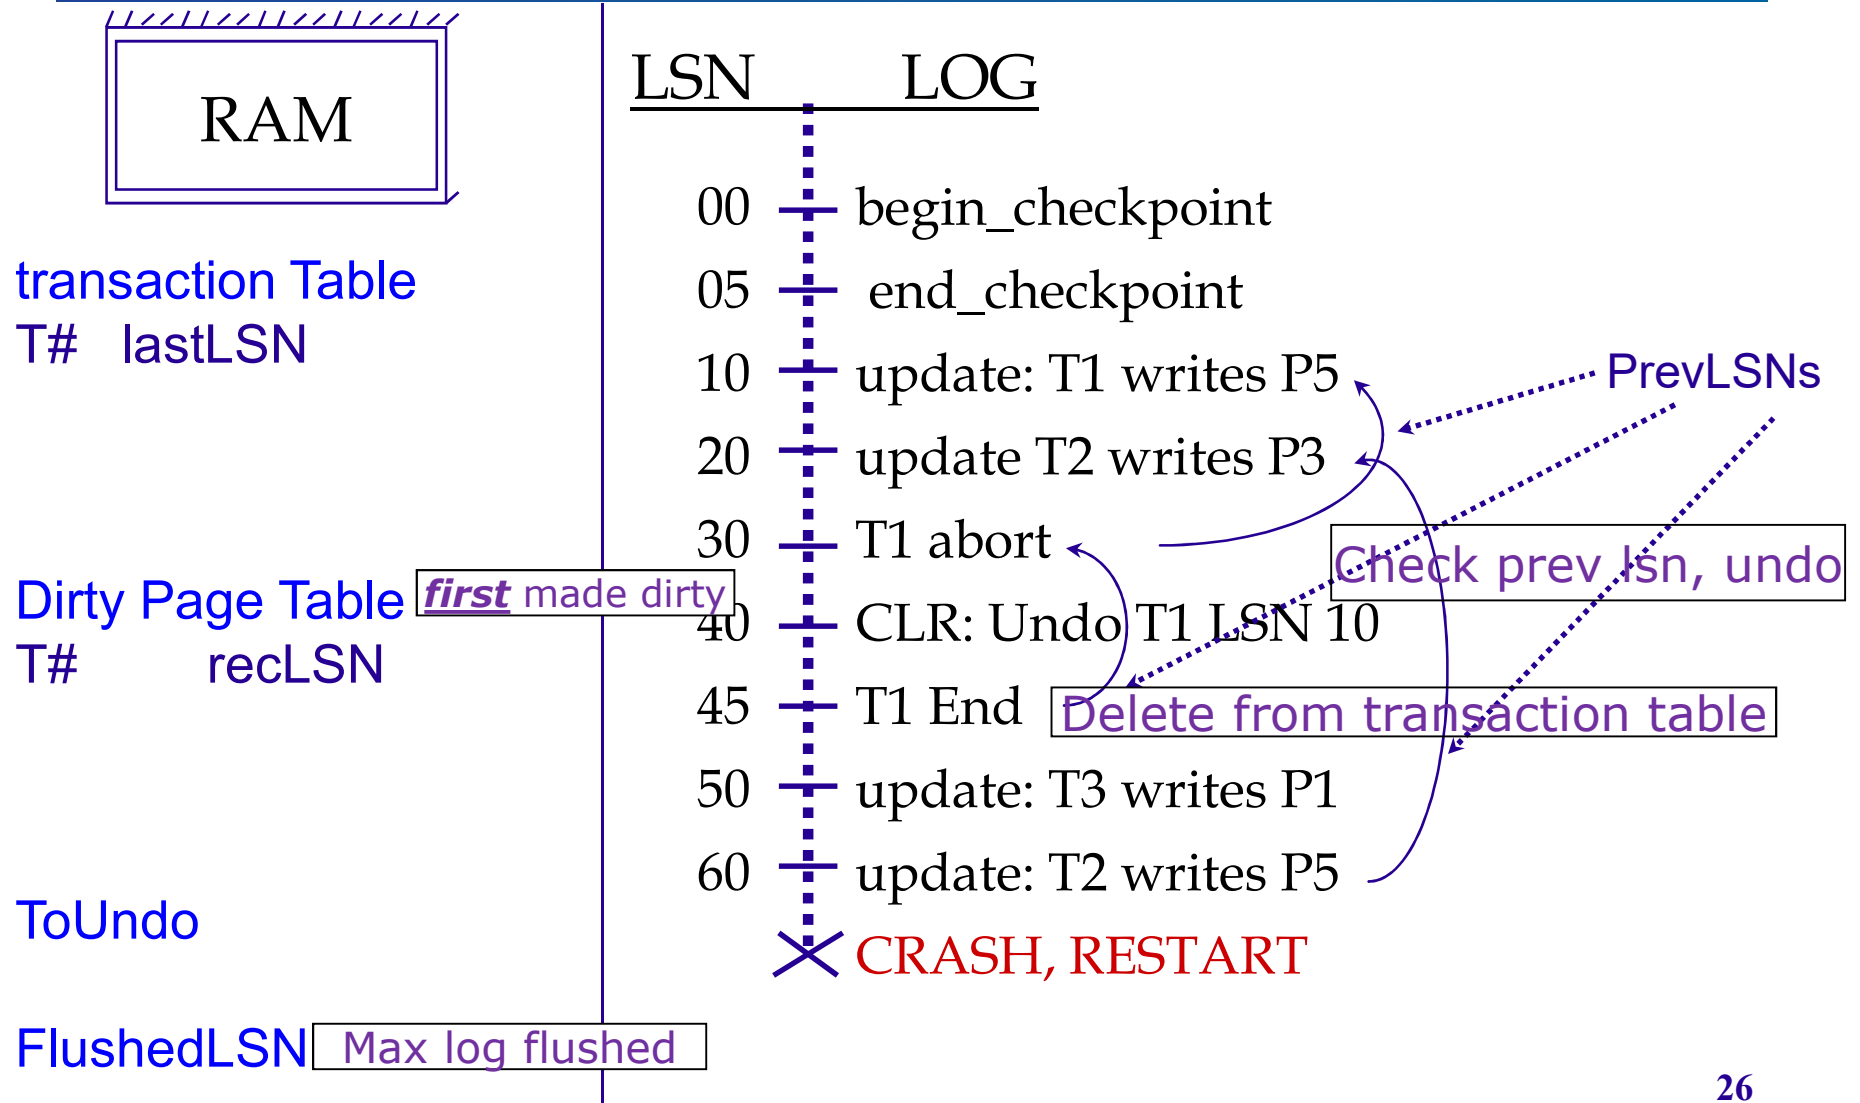 RAM
transaction Table
T# lastLSN
Dirty Page Table
first made dirty
T# recLSN
ToUndo
FlushedLSN
Max log flushed
LSN LOG
00 begin_checkpoint
05 end_checkpoint
10 update: T1 writes P5
20 update T2 writes P3
30 T1 abort
40 CLR: Undo T1 LSN 10
45 T1 End
50 update: T3 writes P1
60 update: T2 writes P5
CRASH, RESTART
PrevLSNs
Check prev lsn, undo
Delete from transaction table
26